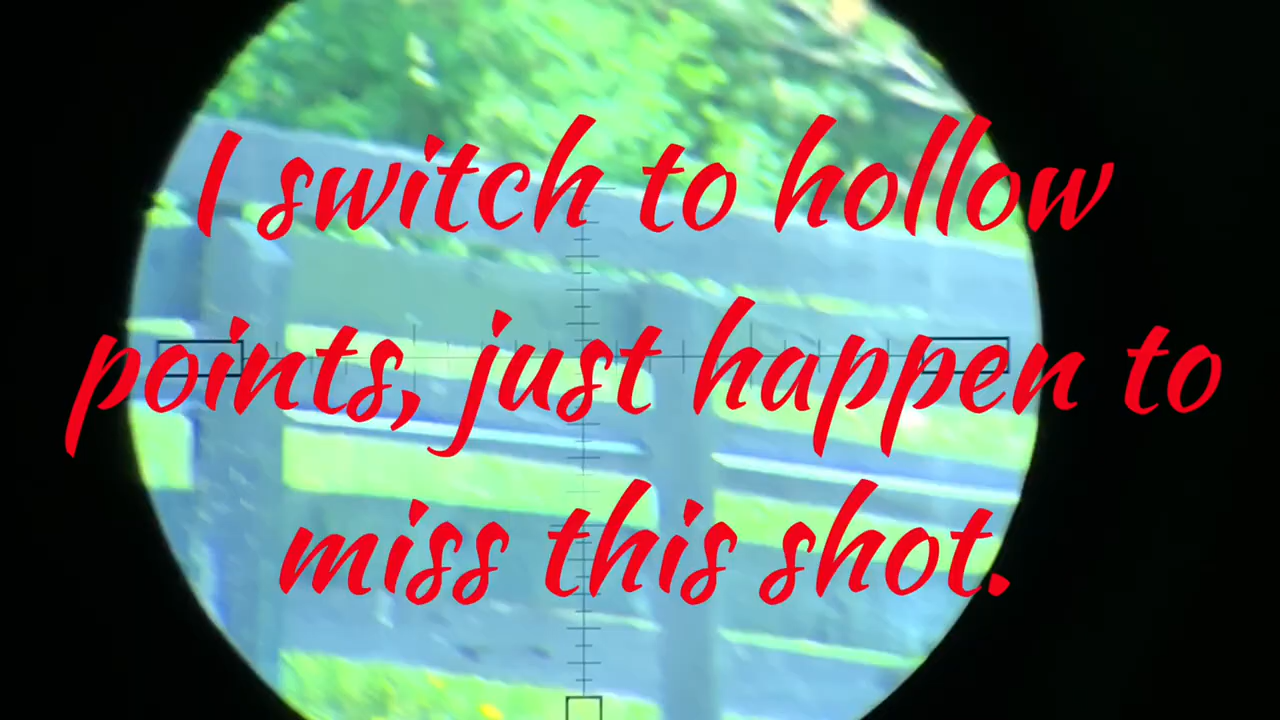 I switch to hollow
points, just happen to
miss this shot.